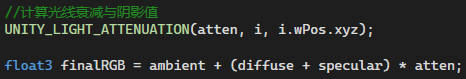 //计算光线衰减与阴影值
UNITY_LIGHT_ATTENUATION(atten, i, i.wPos.xyz);
float3 finalRGB = ambient + (diffuse + specular) * atten;